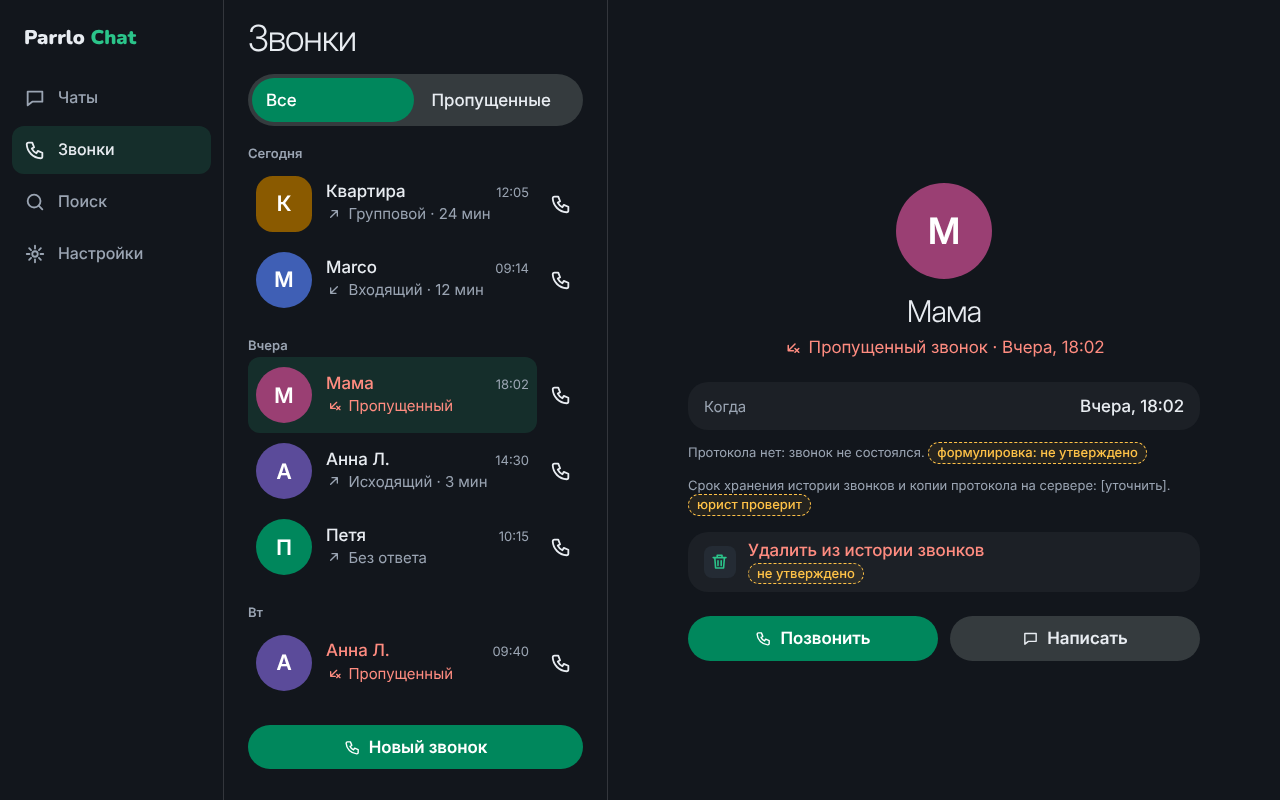 Parrlo Chat
Чаты
Звонки
Поиск
Настройки
Звонки
Все
Пропущенные
Сегодня
К
Квартира
12:05
Групповой · 24 мин
M
Marco
09:14
Входящий · 12 мин
Вчера
М
Мама
18:02
Пропущенный
А
Анна Л.
14:30
Исходящий · 3 мин
П
Петя
10:15
Без ответа
Вт
А
Анна Л.
09:40
Пропущенный
Новый звонок
М
Мама
Пропущенный звонок · Вчера, 18:02
Когда
Вчера, 18:02
Протокола нет: звонок не состоялся. формулировка: не утверждено
Срок хранения истории звонков и копии протокола на сервере: [уточнить].
юрист проверит
Удалить из истории звонков
не утверждено
Позвонить
Написать